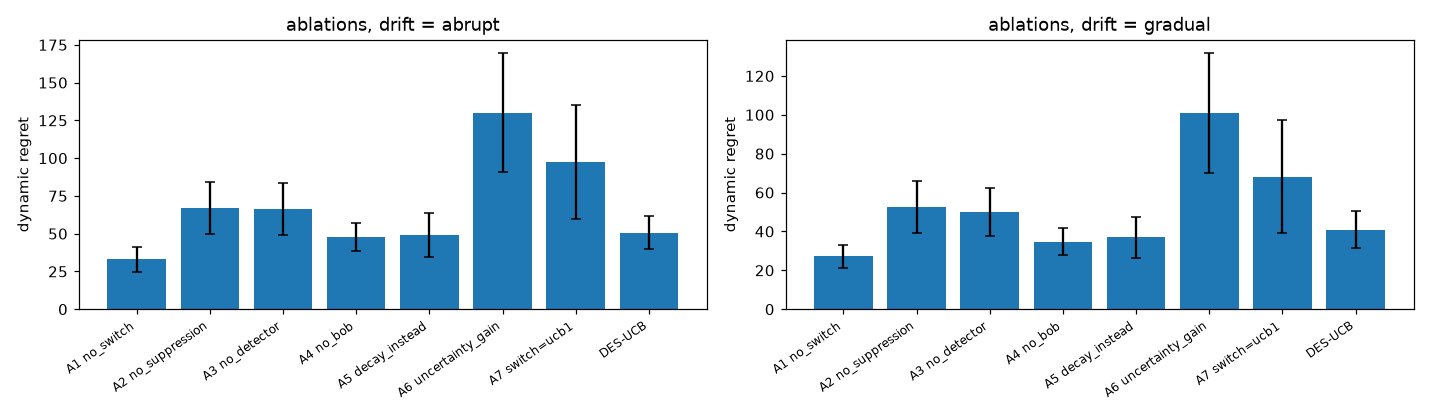 ablations, drift = abrupt
dynamic regret
175
150
125
100
75
50
25
0
A1 no_switch
A2 no_suppression
A3 no_detector
A4 no_bob
A5 decay_instead
A6 uncertainty_gain
A7 switch=ucb1
DES-UCB
ablations, drift = gradual
dynamic regret
120
100
80
60
40
20
0
A1 no_switch
A2 no_suppression
A3 no_detector
A4 no_bob
A5 decay_instead
A6 uncertainty_gain
A7 switch=ucb1
DES-UCB